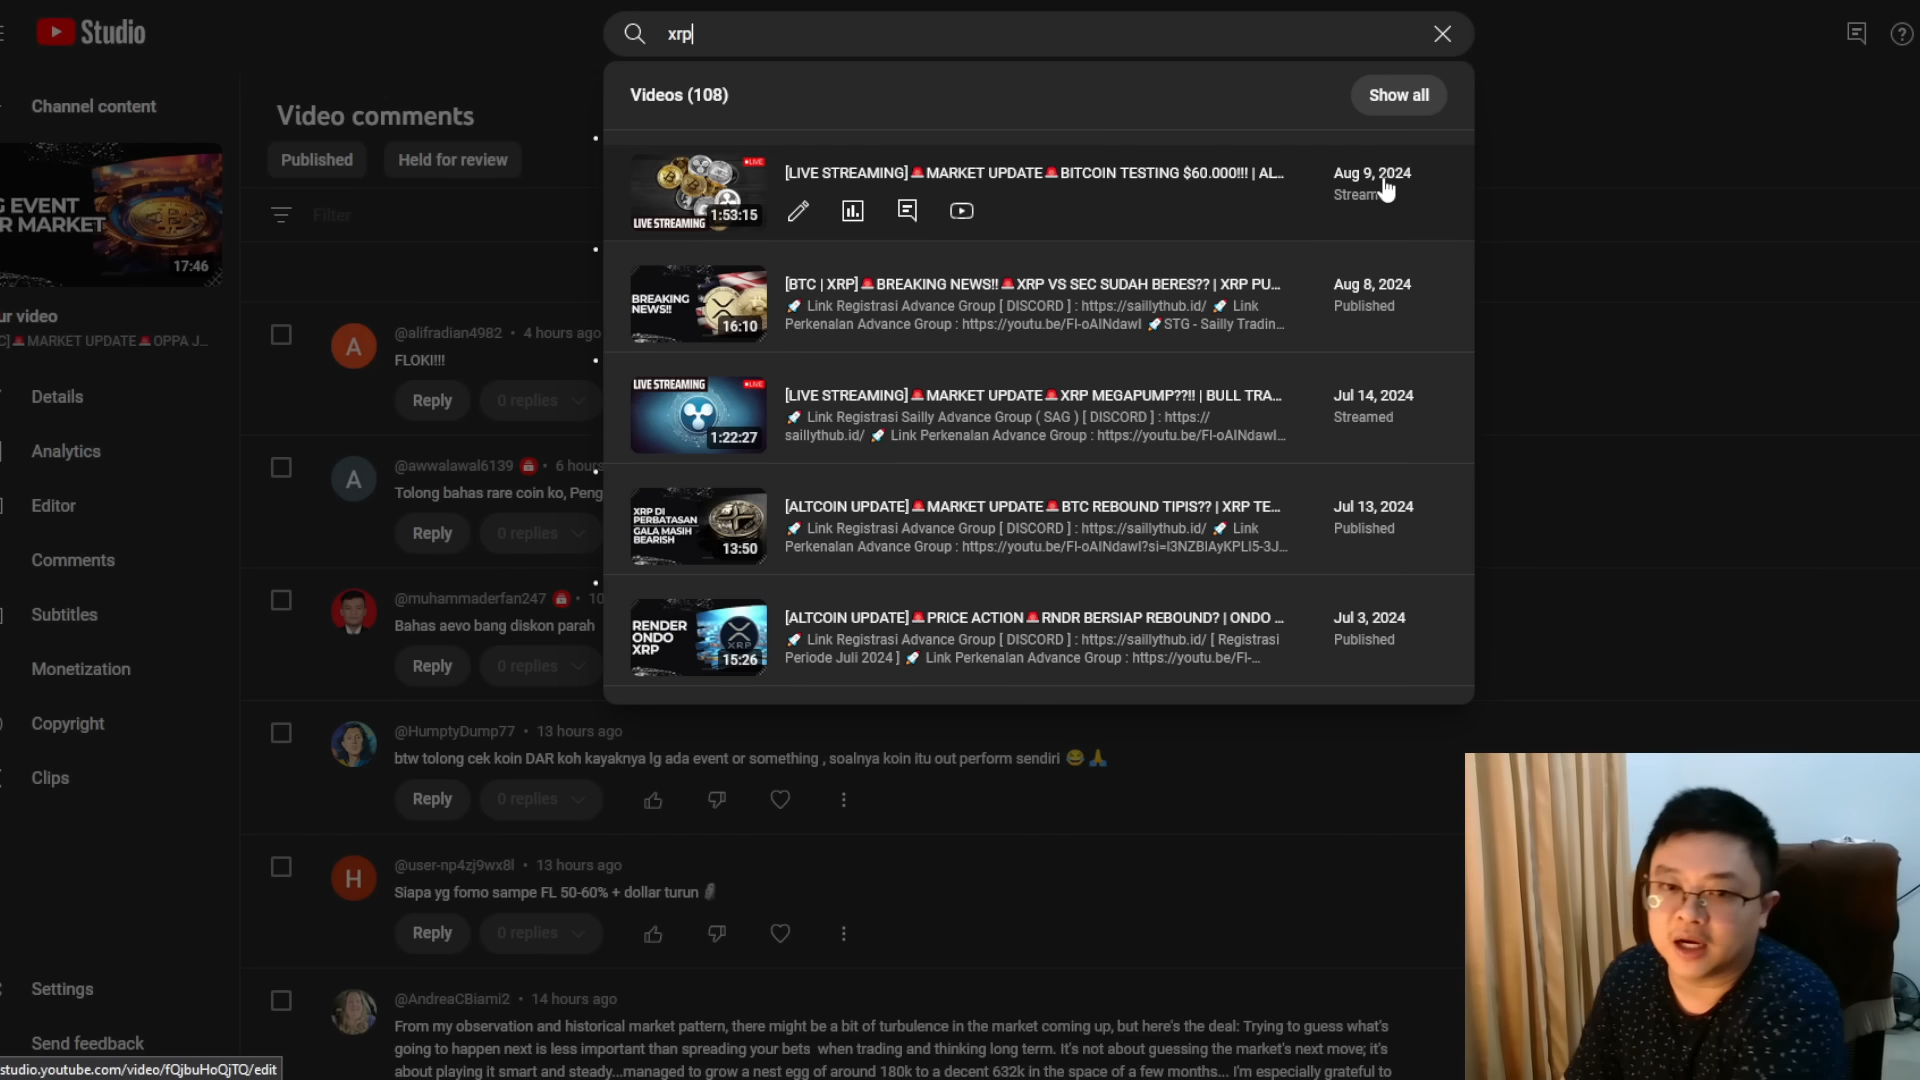 Studio
xrp
Channel content
G EVENT
R MARKET
17:46
ur video
C]🚨MARKET UPDATE🚨OPPA J...
Details
Analytics
Editor
Comments
Subtitles
Monetization
Copyright
Clips
Settings
Send feedback
studio.youtube.com/video/fQjbuHoQjTQ/edit
Video comments
Published
Held for review
Filter
Videos (108)
Show all
LIVE
LIVE STREAMING
1:53:15
[LIVE STREAMING]🚨MARKET UPDATE🚨BITCOIN TESTING $60.000!!! | AL...
Aug 9, 2024
Stream
BREAKING
NEWS!!
16:10
[BTC | XRP]🚨BREAKING NEWS!!🚨XRP VS SEC SUDAH BERES?? | XRP PU...
🚀 Link Registrasi Advance Group [ DISCORD ] : https://saillythub.id/ 🚀 Link
Perkenalan Advance Group : https://youtu.be/FI-oAINdawI 🚀STG - Sailly Tradin...
Aug 8, 2024
Published
LIVE STREAMING
LIVE
1:22:27
[LIVE STREAMING]🚨MARKET UPDATE🚨XRP MEGAPUMP??!! | BULL TRA...
🚀 Link Registrasi Sailly Advance Group ( SAG ) [ DISCORD ] : https://
saillythub.id/ 🚀 Link Perkenalan Advance Group : https://youtu.be/FI-oAINdawI...
Jul 14, 2024
Streamed
XRP DI
PERBATASAN
GALA MASIH
BEARISH
13:50
[ALTCOIN UPDATE]🚨MARKET UPDATE🚨BTC REBOUND TIPIS?? | XRP TE...
🚀 Link Registrasi Advance Group [ DISCORD ] : https://saillythub.id/ 🚀 Link
Perkenalan Advance Group : https://youtu.be/FI-oAINdawI?si=I3NZBIAyKPLI5-3J...
Jul 13, 2024
Published
RENDER
ONDO
XRP
XRP
15:26
[ALTCOIN UPDATE]🚨PRICE ACTION🚨RNDR BERSIAP REBOUND? | ONDO ...
🚀 Link Registrasi Advance Group [ DISCORD ] : https://saillythub.id/ [ Registrasi
Periode Juli 2024 ] 🚀 Link Perkenalan Advance Group : https://youtu.be/FI-...
Jul 3, 2024
Published
A
@alifradian4982 • 4 hours ago
FLOKI!!!
Reply
0 replies
A
@awwalawal6139 • 6 hours
Tolong bahas rare coin ko, Peng
Reply
0 replies
@muhammaderfan247 • 10
Bahas aevo bang diskon parah
Reply
0 replies
@HumptyDump77 • 13 hours ago
btw tolong cek koin DAR koh kayaknya lg ada event or something , soalnya koin itu out perform sendiri 😂🙏
Reply
0 replies
H
@user-np4zj9wx8l • 13 hours ago
Siapa yg fomo sampe FL 50-60% + dollar turun
Reply
0 replies
@AndreaCBiami2 • 14 hours ago
From my observation and historical market pattern, there might be a bit of turbulence in the market coming up, but here's the deal: Trying to guess what's
going to happen next is less important than spreading your bets when trading and thinking long term. It's not about guessing the market's next move; it's
about playing it smart and steady...managed to grow a nest egg of around 180k to a decent 632k in the space of a few months... I'm especially grateful to